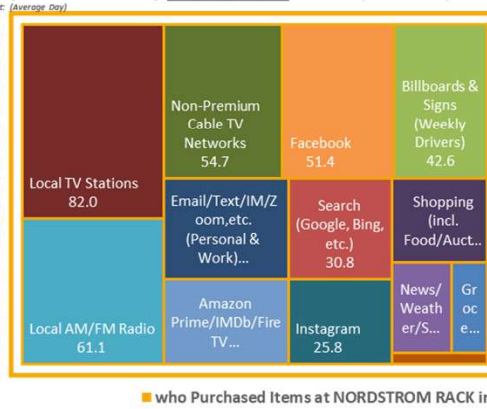 t: (Average Day)
Local TV Stations
82.0
Local AM/FM Radio
61.1
Non-Premium
Cable TV
Networks
54.7
Facebook
51.4
Billboards &
Signs
(Weekly
Drivers)
42.6
Email/Text/IM/Z
oom,etc.
(Personal &
Work)...
Search
(Google, Bing,
etc.)
30.8
Shopping
(incl.
Food/Auct...
Amazon
Prime/IMDb/Fire
TV...
Instagram
25.8
News/
Weath
er/S...
Gr
oc
e...
who Purchased Items at NORDSTROM RACK i